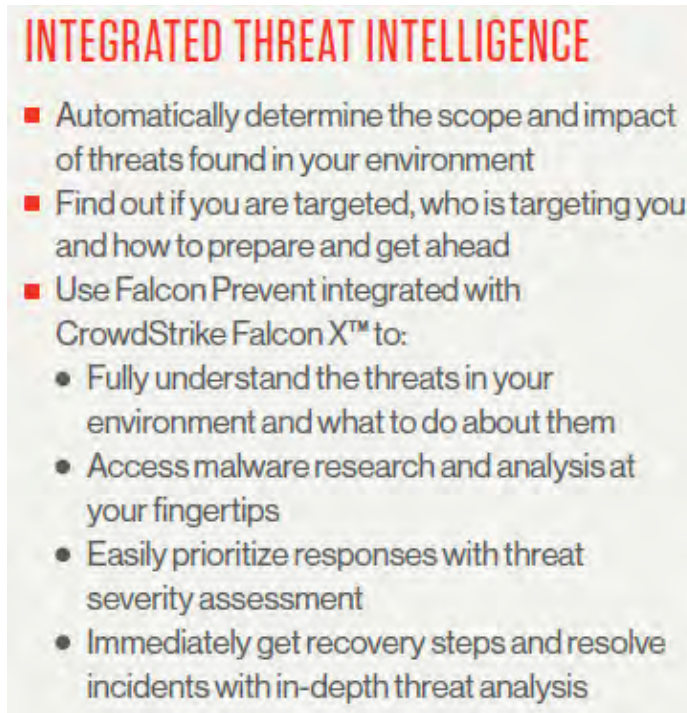 INTEGRATED THREAT INTELLIGENCE
Automatically determine the scope and impact
of threats found in your environment
Find out if you are targeted, who is targeting you
and how to prepare and get ahead
Use Falcon Prevent integrated with
CrowdStrike Falcon X™ to:
Fully understand the threats in your
environment and what to do about them
Access malware research and analysis at
your fingertips
Easily prioritize responses with threat
severity assessment
Immediately get recovery steps and resolve
incidents with in-depth threat analysis